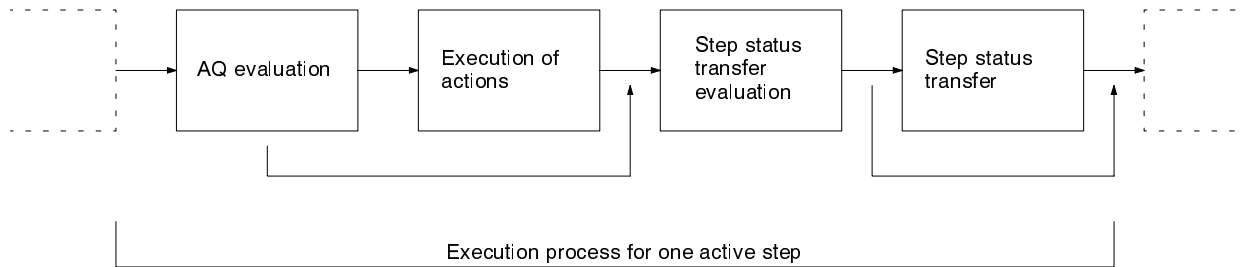 AQ evaluation
Execution of
actions
Step status
transfer
evaluation
Step status
transfer
Execution process for one active step